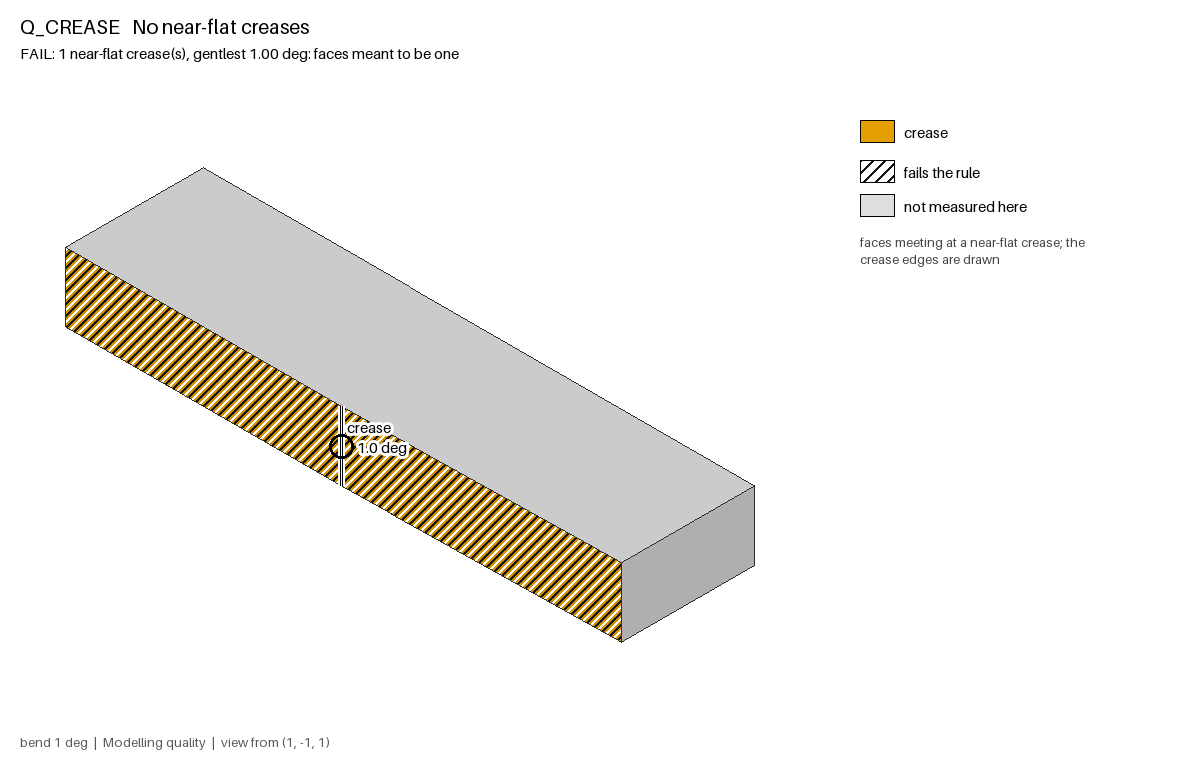 Q_CREASE No near-flat creases
FAIL: 1 near-flat crease(s), gentlest 1.00 deg: faces meant to be one
crease
fails the rule
not measured here
faces meeting at a near-flat crease; the
crease edges are drawn
crease
1.0 deg
bend 1 deg | Modelling quality | view from (1, -1, 1)